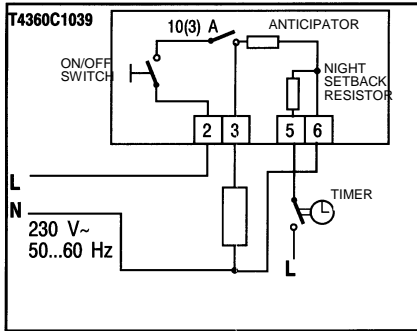 T4360C1039
10(3) A
ANTICIPATOR
ON/OFF
SWITCH
NIGHT
SETBACK
RESISTOR
2 3 5 6
L
N
TIMER
230 V~
50...60 Hz
L